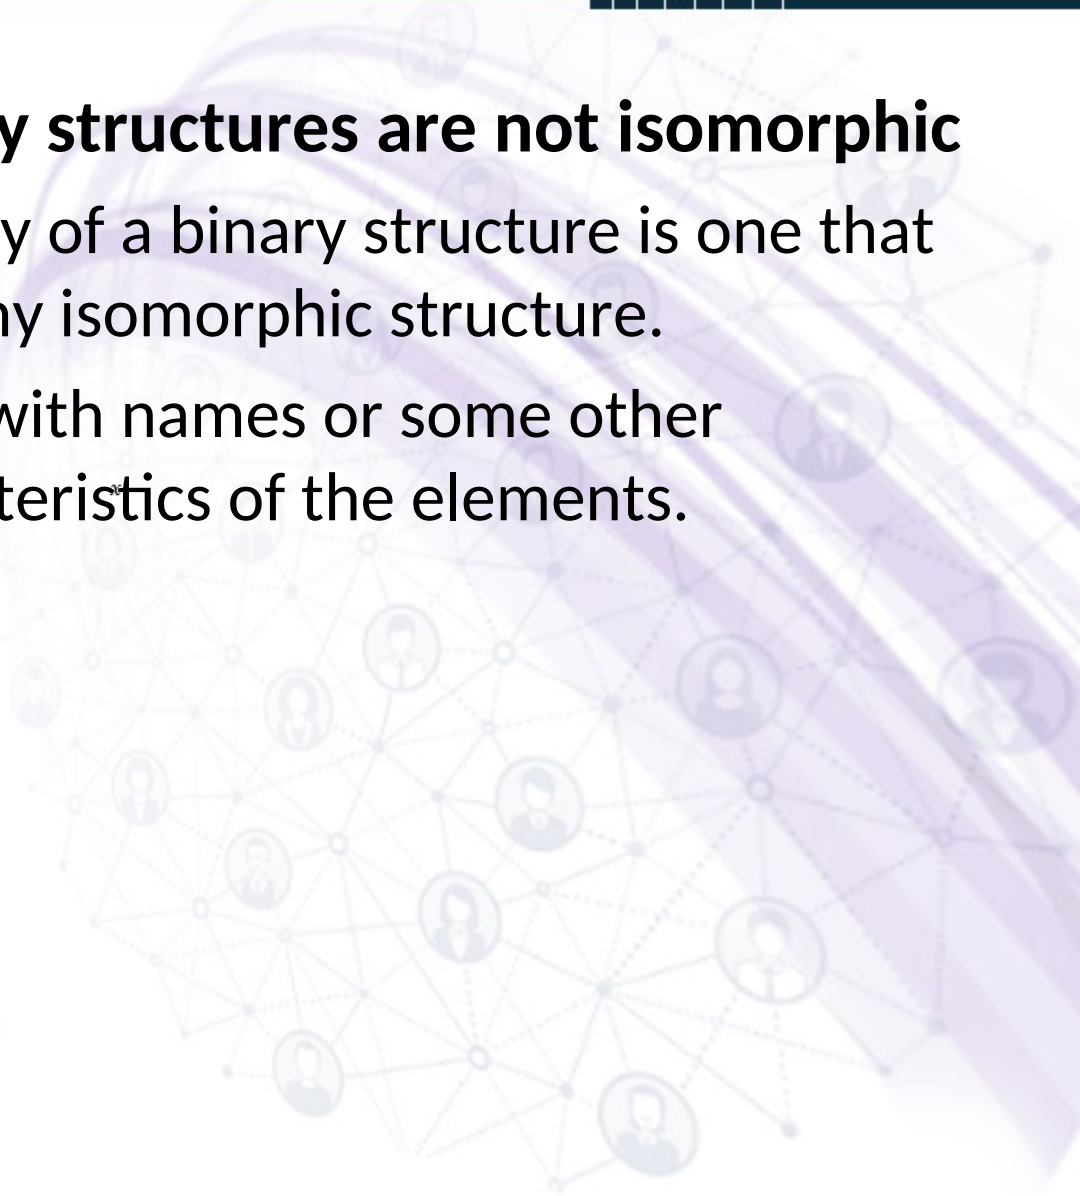 y structures are not isomorphic
y of a binary structure is one that
ny isomorphic structure.
with names or some other
teristics of the elements.